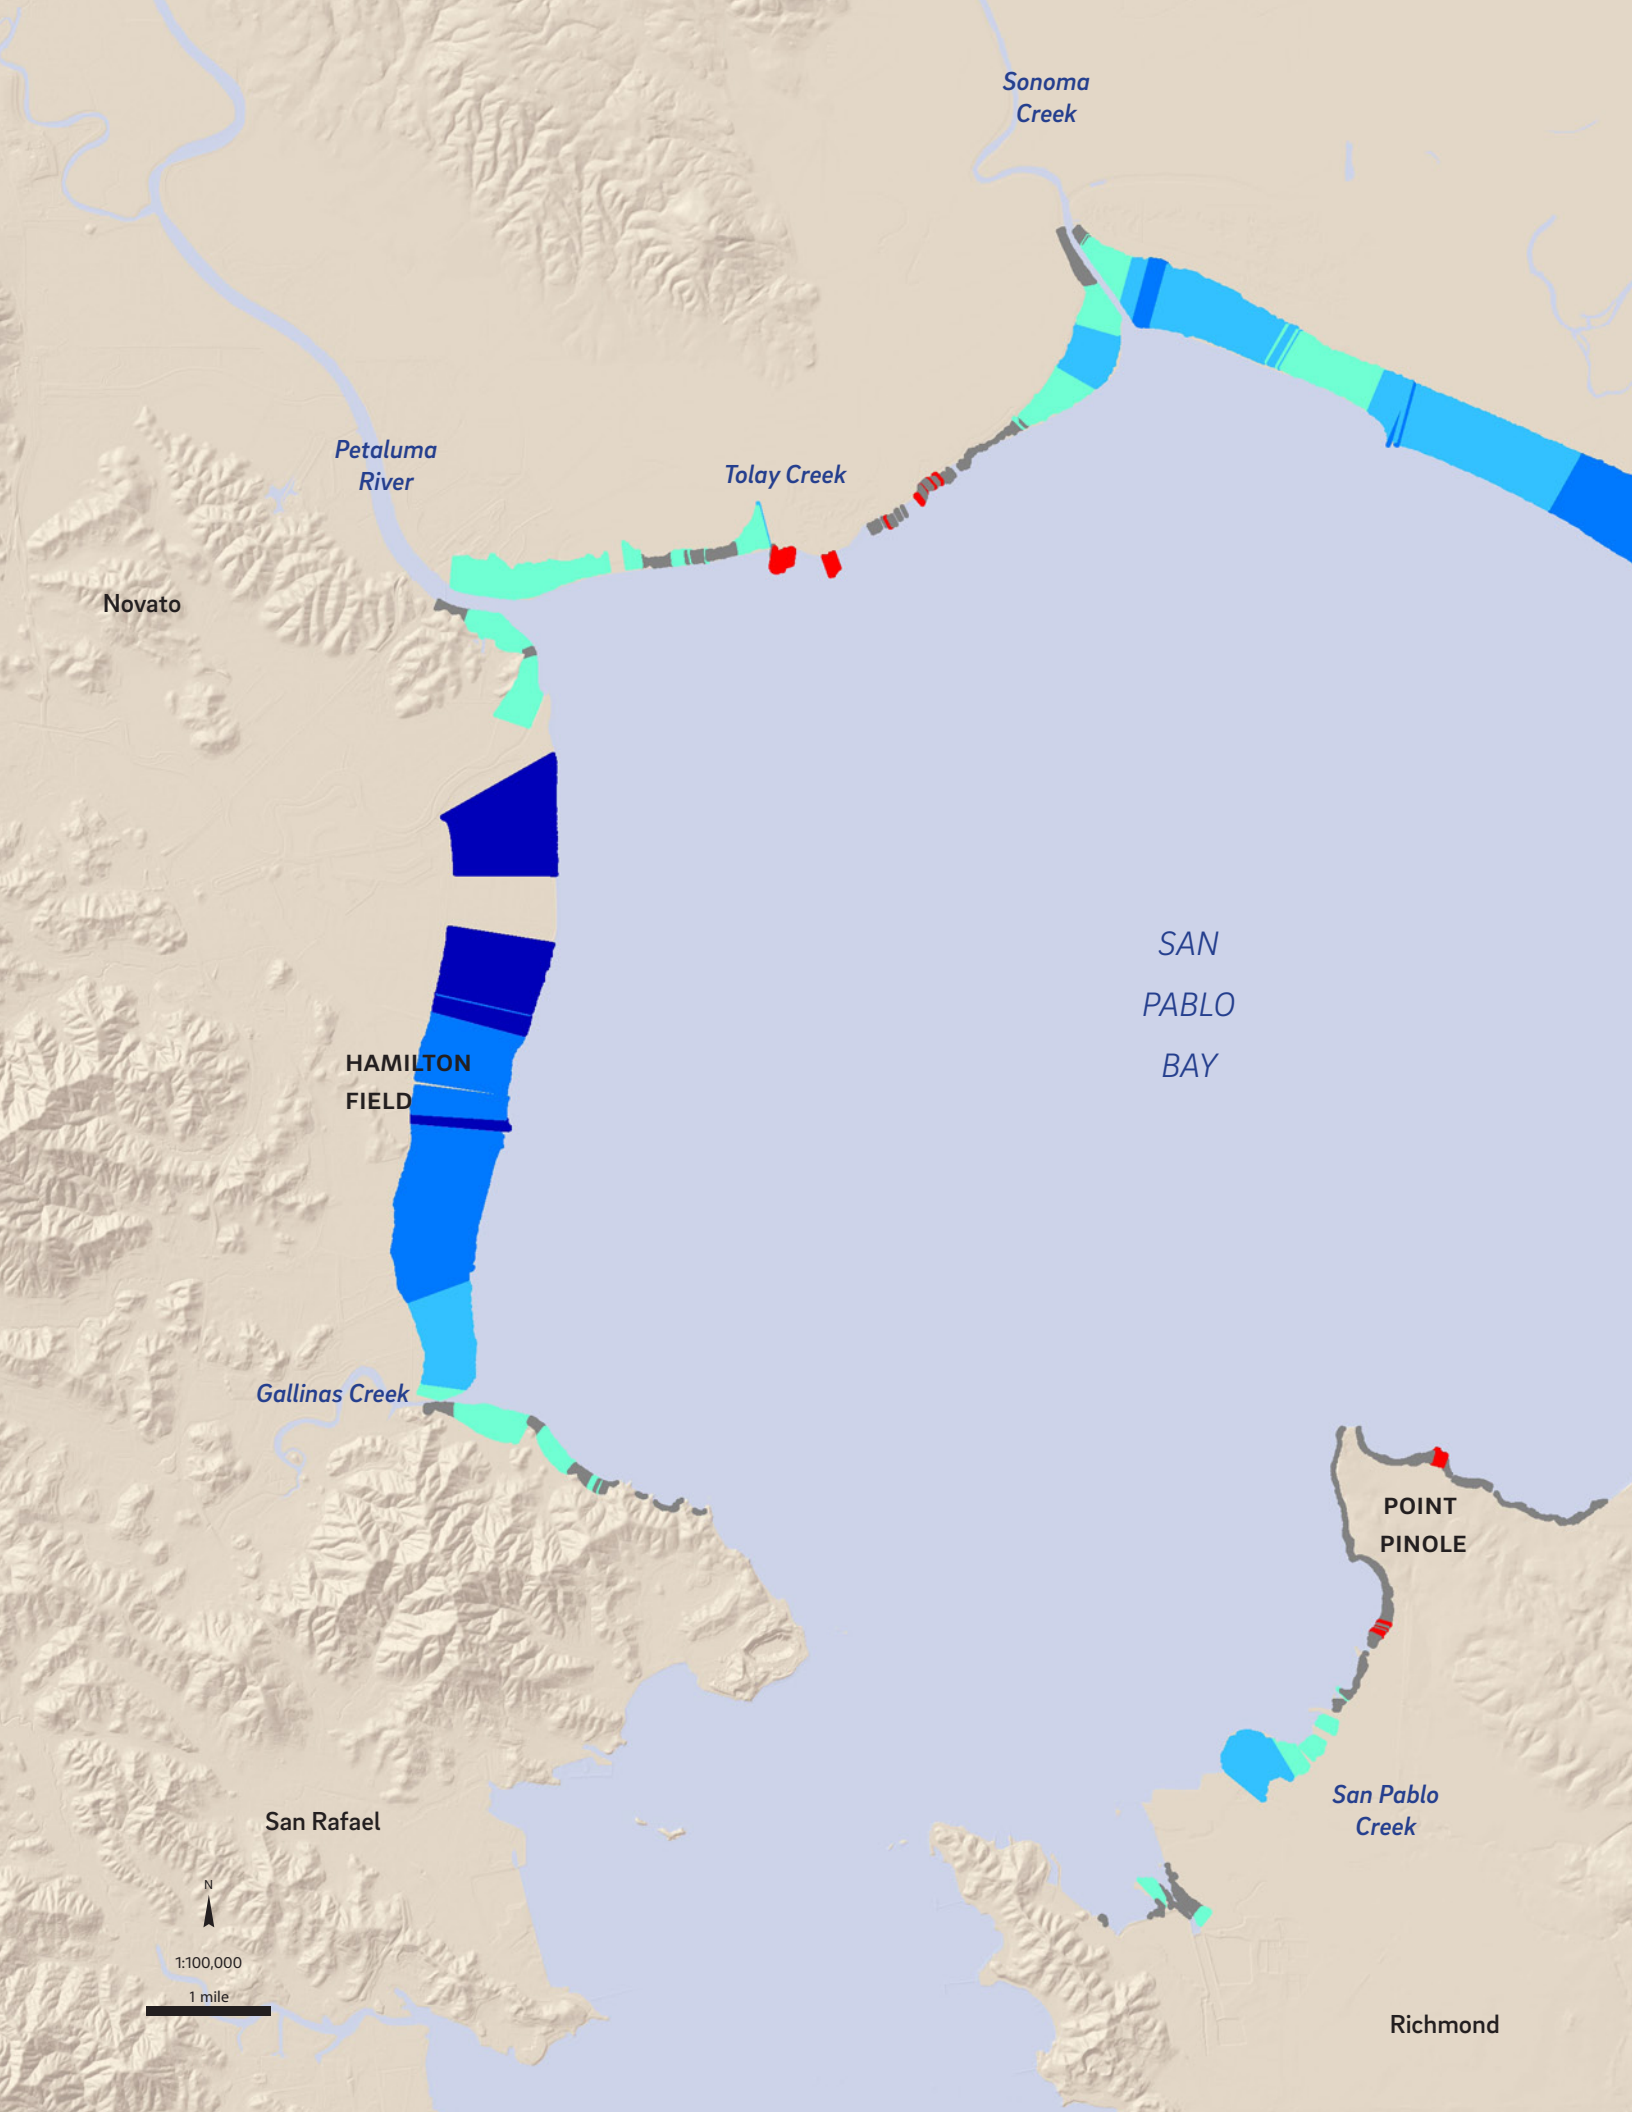 Sonoma
Creek
Petaluma
River
Tolay Creek
Novato
SAN
PABLO
BAY
HAMILTON
FIELD
Gallinas Creek
POINT
PINOLE
San Pablo
Creek
San Rafael
N
1:100,000
1 mile
Richmond